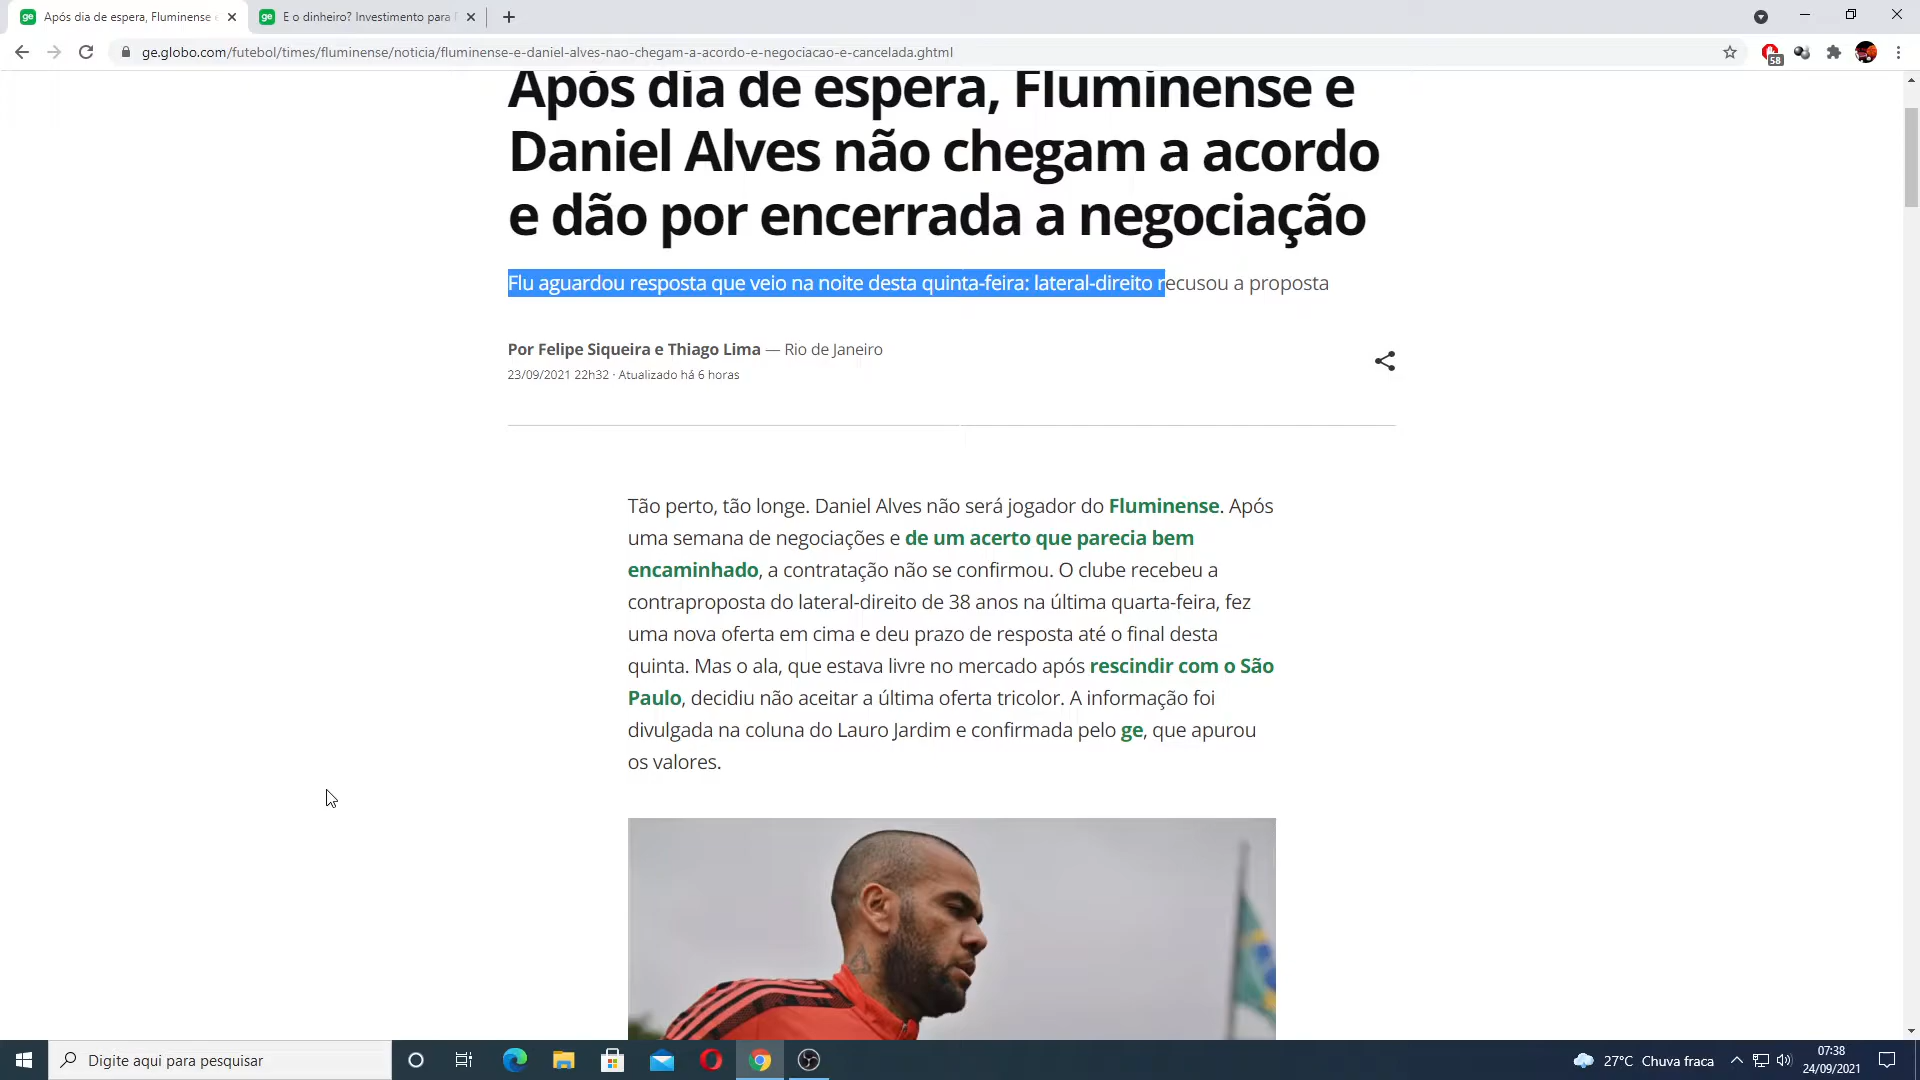 ge Após dia de espera, Fluminense e
ge E o dinheiro? Investimento para
ge.globo.com/futebol/times/fluminense/noticia/fluminense-e-daniel-alves-nao-chegam-a-acordo-e-negociacao-e-cancelada.ghtml
58
Após dia de espera, Fluminense e
Daniel Alves não chegam a acordo
e dão por encerrada a negociação
Flu aguardou resposta que veio na noite desta quinta-feira: lateral-direito recusou a proposta
Por Felipe Siqueira e Thiago Lima — Rio de Janeiro
23/09/2021 22h32 · Atualizado há 6 horas
Tão perto, tão longe. Daniel Alves não será jogador do Fluminense. Após
uma semana de negociações e de um acerto que parecia bem
encaminhado, a contratação não se confirmou. O clube recebeu a
contraproposta do lateral-direito de 38 anos na última quarta-feira, fez
uma nova oferta em cima e deu prazo de resposta até o final desta
quinta. Mas o ala, que estava livre no mercado após rescindir com o São
Paulo, decidiu não aceitar a última oferta tricolor. A informação foi
divulgada na coluna do Lauro Jardim e confirmada pelo ge, que apurou
os valores.
Digite aqui para pesquisar
27°C Chuva fraca
07:38
24/09/2021